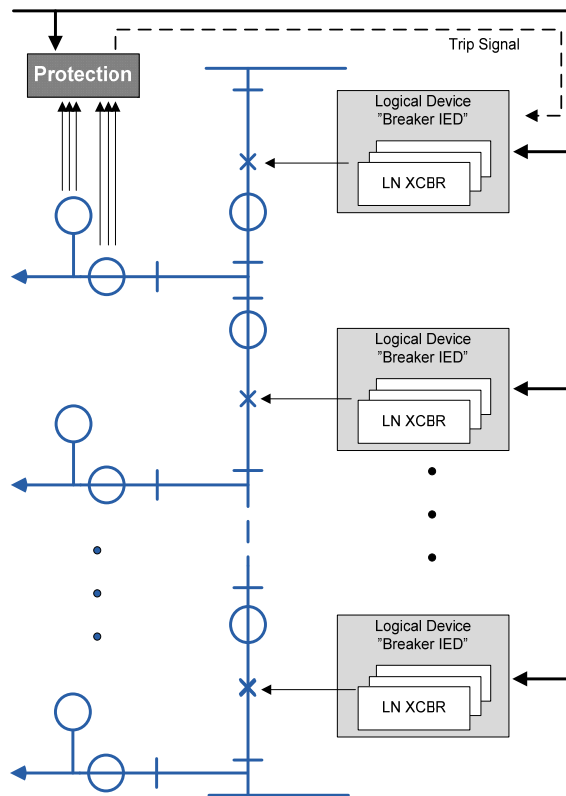 Trip Signal
Protection
Logical Device
”Breaker IED”
LN XCBR
Logical Device
”Breaker IED”
LN XCBR
Logical Device
”Breaker IED”
LN XCBR